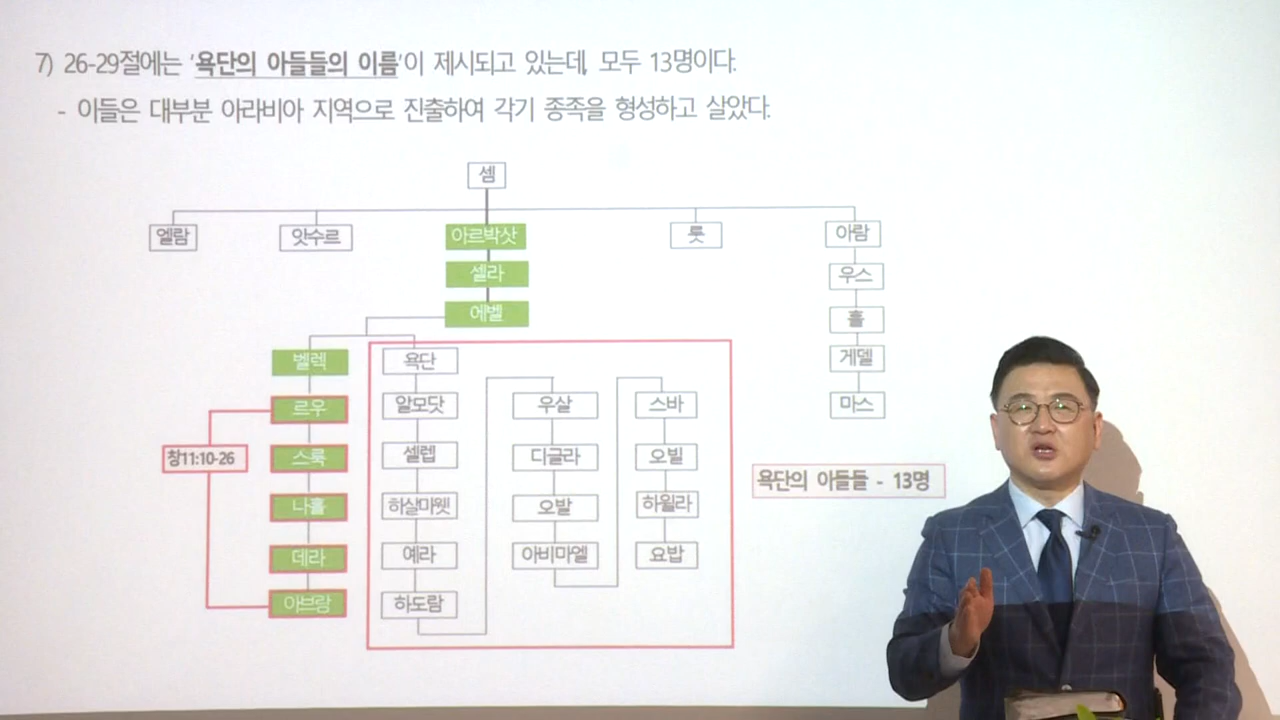 7) 26-29절에는 '욕단의 아들들의 이름'이 제시되고 있는데, 모두 13명이다.
- 이들은 대부분 아라비아 지역으로 진출하여 각기 종족을 형성하고 살았다.
셈
엘람
앗수르
아르박삿
룻
아람
셀라
우스
에벨
훌
벨렉
욕단
게델
르우
알모닷
우살
스바
마스
창11:10-26
스룩
셀렙
디글라
오빌
욕단의 아들들 - 13명
나홀
하살마웻
오발
하윌라
데라
예라
아비마엘
요밥
아브람
하도람